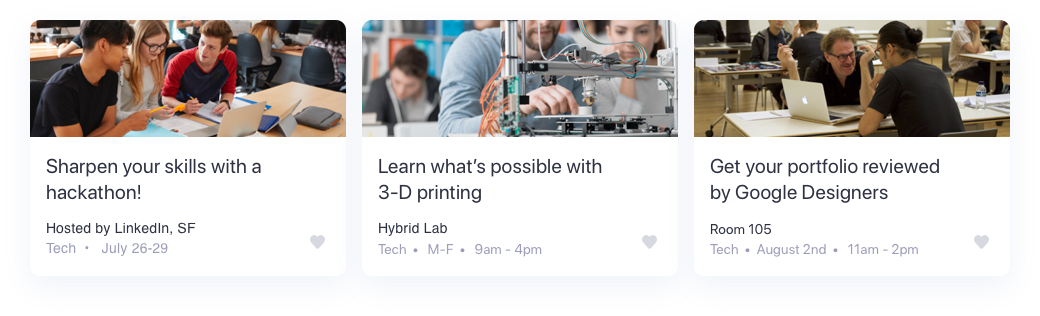 Sharpen your skills with a
hackathon!
Hosted by LinkedIn, SF
Tech • July 26-29
Learn what’s possible with
3-D printing
Hybrid Lab
Tech • M-F • 9am - 4pm
Get your portfolio reviewed
by Google Designers
Room 105
Tech • August 2nd • 11am - 2pm